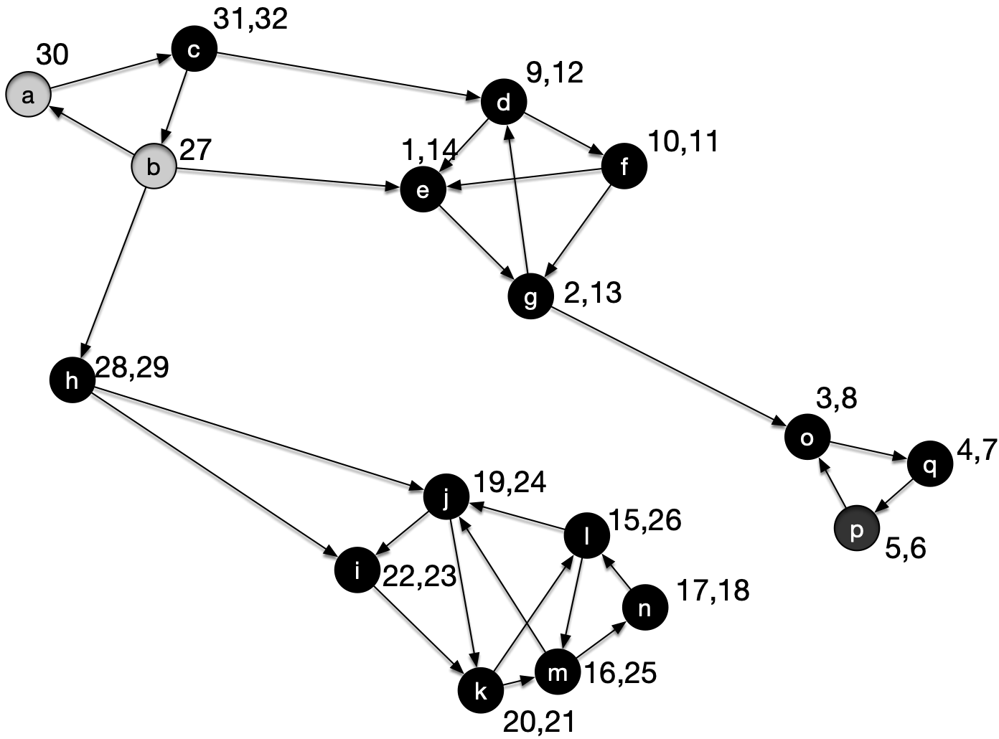 31,32
c
30
a
9,12
d
10,11
f
27
b
1,14
e
g
2,13
28,29
h
3,8
o
4,7
q
19,24
j
15,26
l
p
5,6
22,23
i
17,18
n
16,25
m
k
20,21